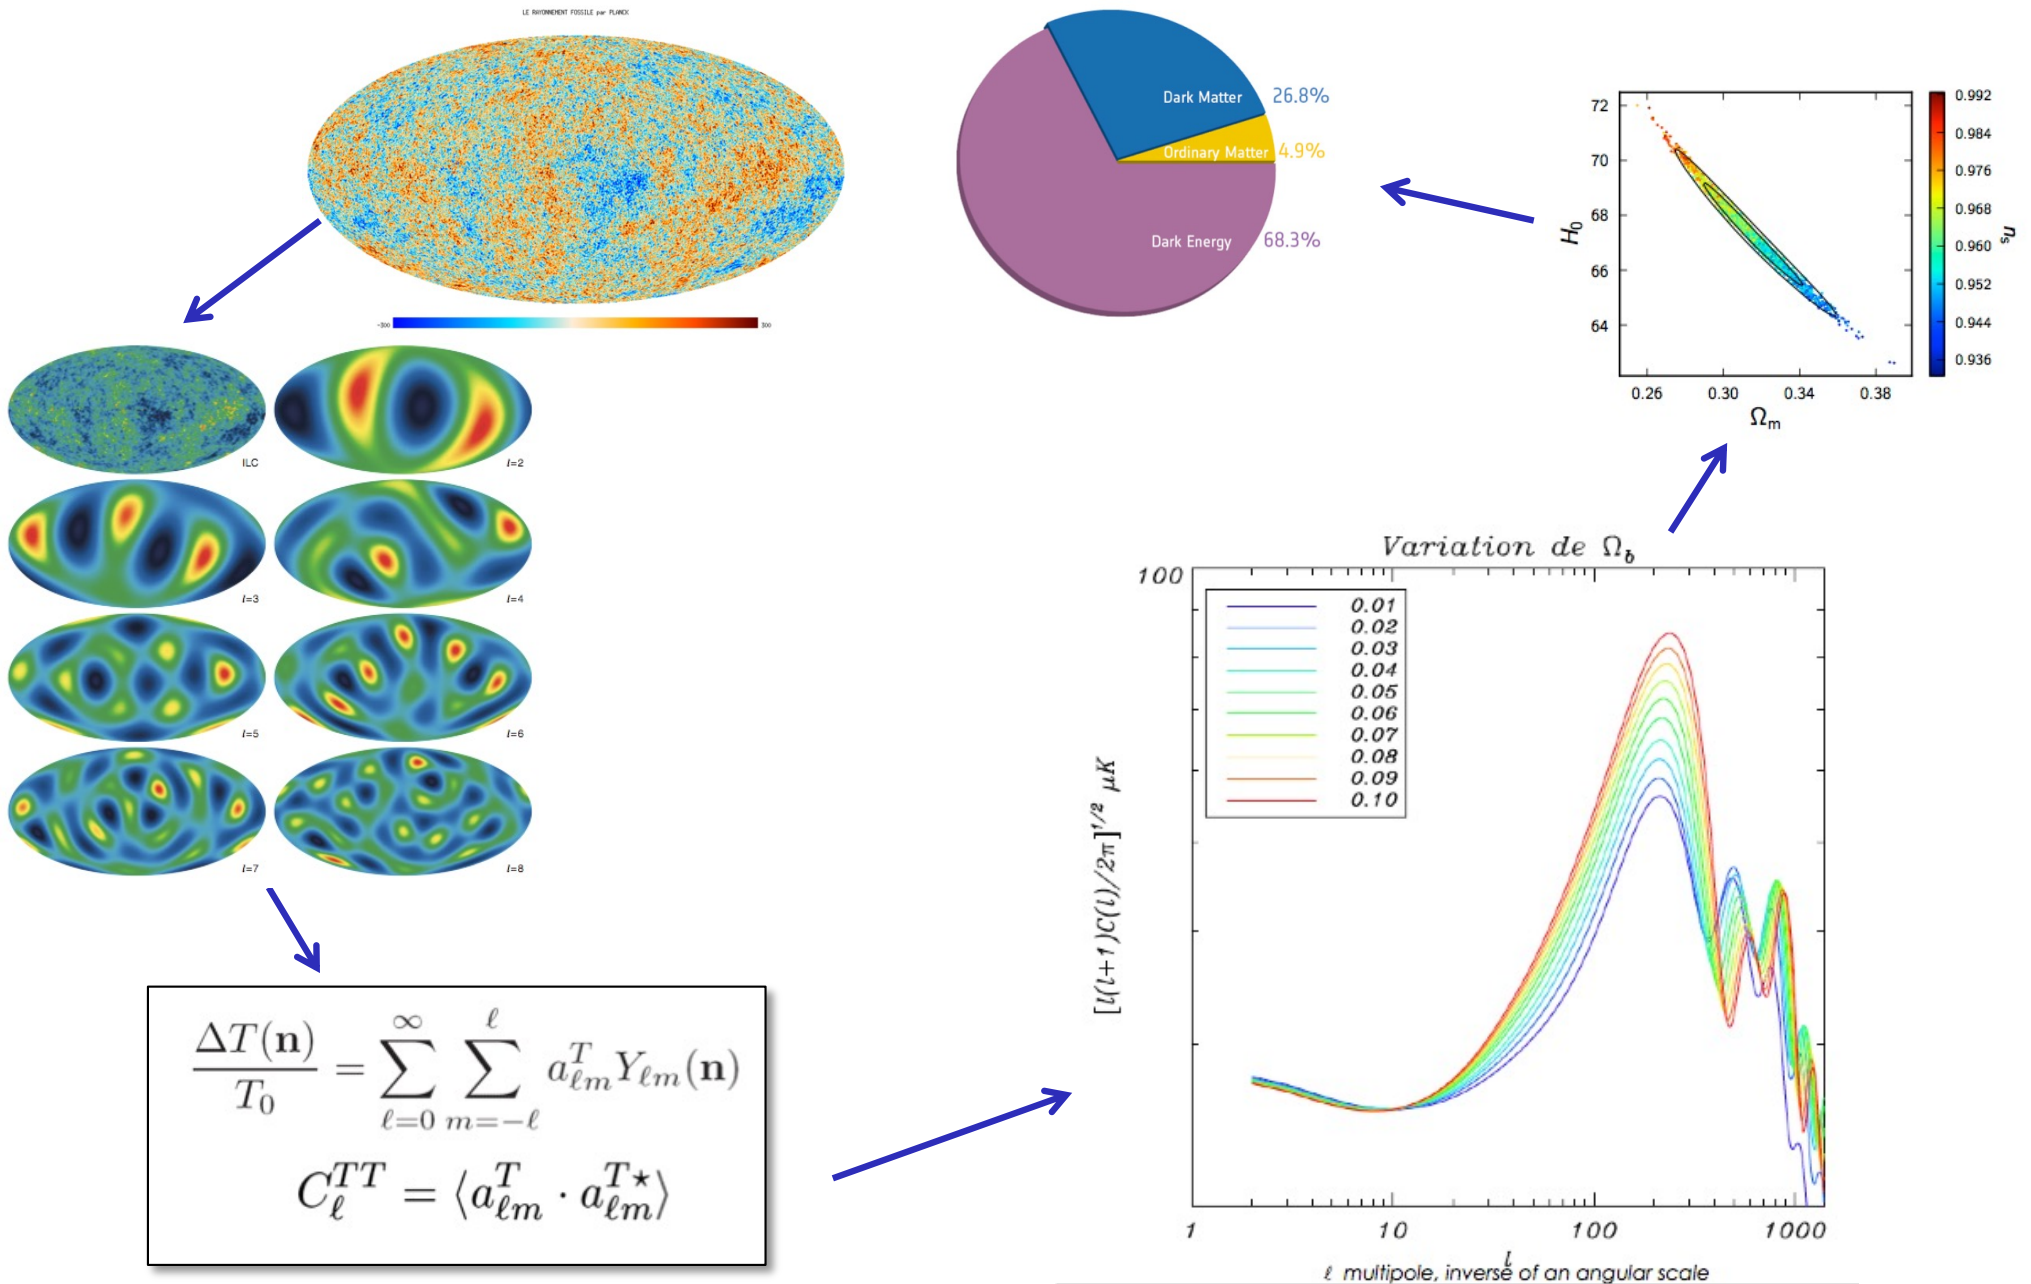 LE RAYONNEMENT FOSSILE par PLANCK
-300
300
Dark Matter 26.8%
Ordinary Matter 4.9%
Dark Energy 68.3%
72
70
68
66
64
H₀
0.26 0.30 0.34 0.38
Ωₘ
0.992
0.984
0.976
0.968
0.960
0.952
0.944
0.936
nₛ
ILC
l=2
l=3
l=4
l=5
l=6
l=7
l=8
ΔT(n)/T₀ = ∑_{ℓ=0}^{∞} ∑_{m=−ℓ}^{ℓ} a^T_{ℓm} Y_{ℓm}(n)
C_ℓ^{TT} = ⟨a^T_{ℓm} · a^{T⋆}_{ℓm}⟩
Variation de Ω_b
100
0.01
0.02
0.03
0.04
0.05
0.06
0.07
0.08
0.09
0.10
[l(l+1)C(l)/2π]^{1/2} μK
1 10 100 1000
l
ℓ multipole, inverse of an angular scale